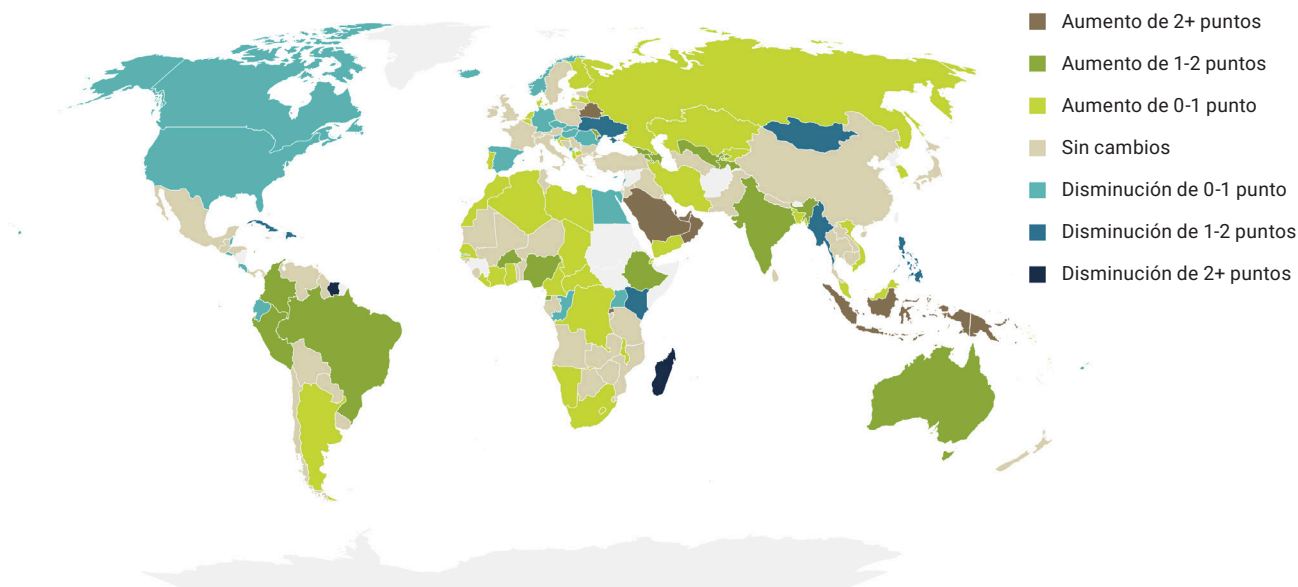 Aumento de 2+ puntos
Aumento de 1-2 puntos
Aumento de 0-1 punto
Sin cambios
Disminución de 0-1 punto
Disminución de 1-2 puntos
Disminución de 2+ puntos